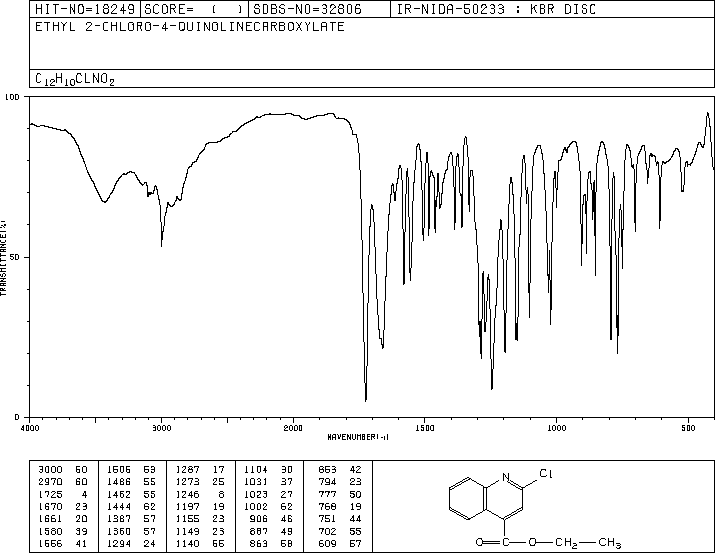 HIT-NO=18249 SCORE= ( ) SDBS-NO=32806 IR-NIDA-50233 : KBR DISC
ETHYL 2-CHLORO-4-QUINOLINECARBOXYLATE
C12H10CLNO2
100
50
0
TRANSMITTANCE(%)
4000 3000 2000 1500 1000 500
WAVENUMBER(-1)
3000 60 1506 53 1287 17 1104 30 853 42
2970 60 1486 55 1273 25 1031 37 794 23
1725 4 1462 55 1246 8 1023 27 777 50
1670 23 1444 62 1197 19 1002 62 768 19
1661 20 1387 57 1155 23 906 46 751 44
1580 39 1360 57 1149 23 887 49 702 55
1556 41 1294 24 1140 55 863 58 609 57
N Cl
O=C-O-CH2-CH3